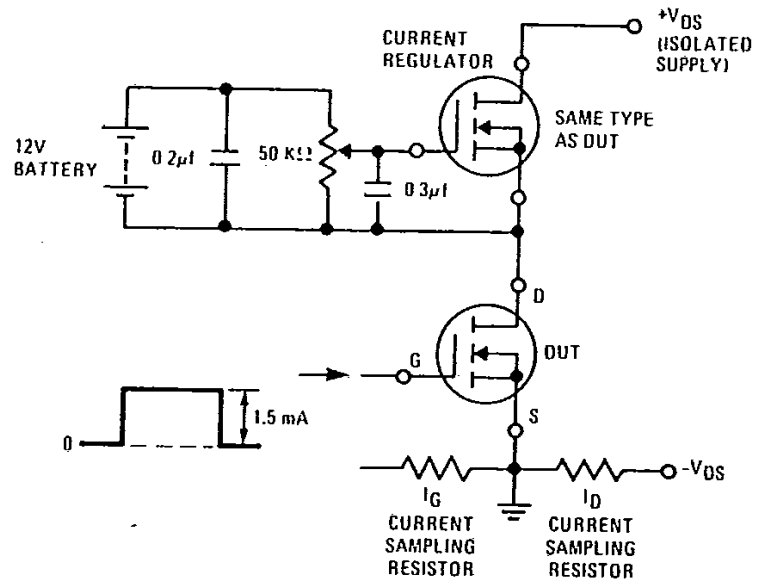 +VDS
(ISOLATED
SUPPLY)
CURRENT
REGULATOR
SAME TYPE
AS DUT
12V
BATTERY
0 2µf
50 KΩ
0 3µf
D
DUT
G
1.5 mA
0
S
-VDS
IG
CURRENT
SAMPLING
RESISTOR
ID
CURRENT
SAMPLING
RESISTOR